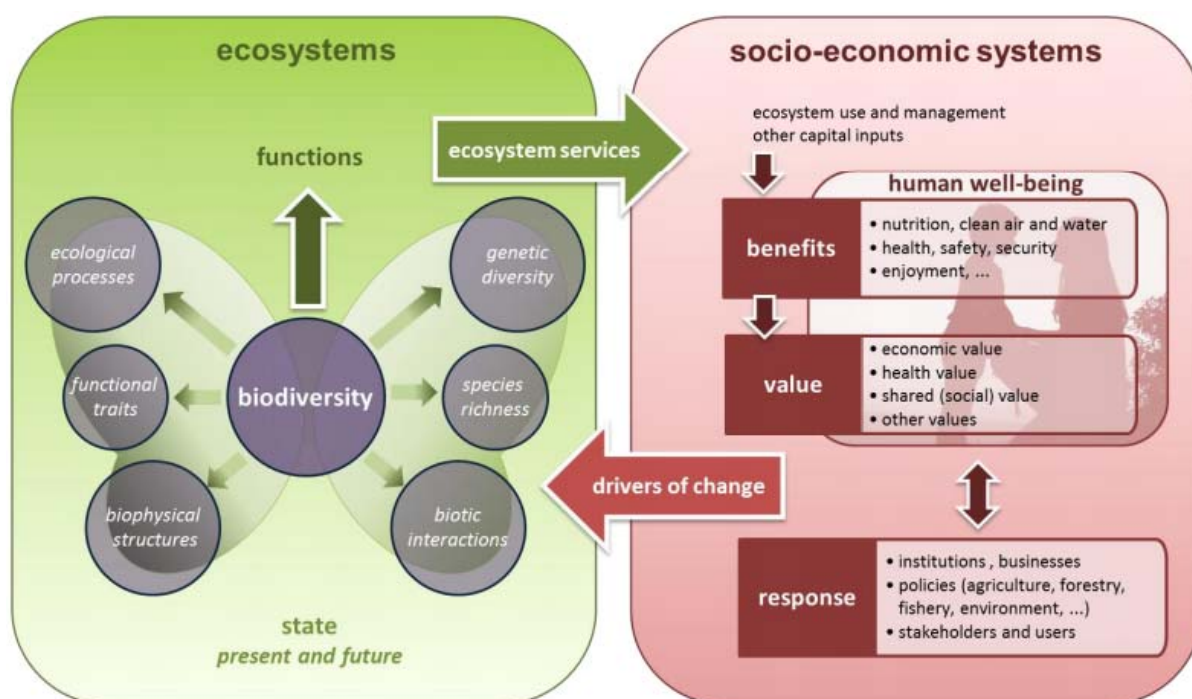 ecosystems
functions
ecological
processes
genetic
diversity
functional
traits
biodiversity
species
richness
biophysical
structures
biotic
interactions
state
present and future
ecosystem services
drivers of change
socio-economic systems
ecosystem use and management
other capital inputs
human well-being
benefits
• nutrition, clean air and water
• health, safety, security
• enjoyment, ...
value
• economic value
• health value
• shared (social) value
• other values
response
• institutions , businesses
• policies (agriculture, forestry,
fishery, environment, ...)
• stakeholders and users